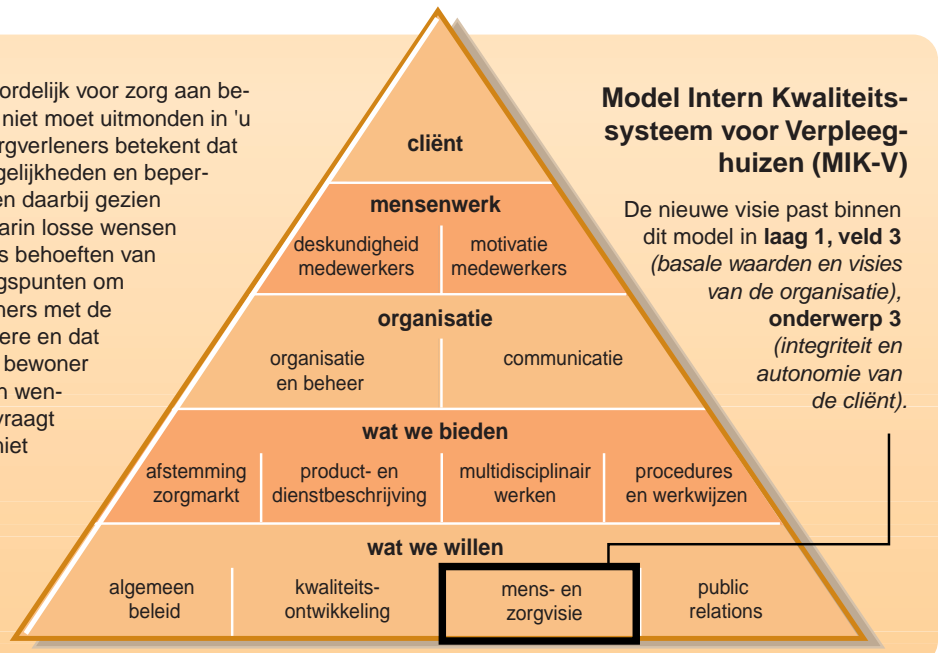 ordelijk voor zorg aan be-
niet moet uitmonden in 'u
rgverleners betekent dat
gelijkheden en beper-
en daarbij gezien
arin losse wensen
s behoeften van
gspunten om
ners met de
ere en dat
bewoner
n wen-
vraagt
niet
cliënt
mensenwerk
deskundigheid
medewerkers
motivatie
medewerkers
organisatie
organisatie
en beheer
communicatie
wat we bieden
afstemming
zorgmarkt
product- en
dienstbeschrijving
multidisciplinair
werken
procedures
en werkwijzen
wat we willen
algemeen
beleid
kwaliteits-
ontwikkeling
mens- en
zorgvisie
public
relations
Model Intern Kwaliteits-
systeem voor Verpleeg-
huizen (MIK-V)
De nieuwe visie past binnen
dit model in laag 1, veld 3
(basale waarden en visies
van de organisatie),
onderwerp 3
(integriteit en
autonomie van
de cliënt).